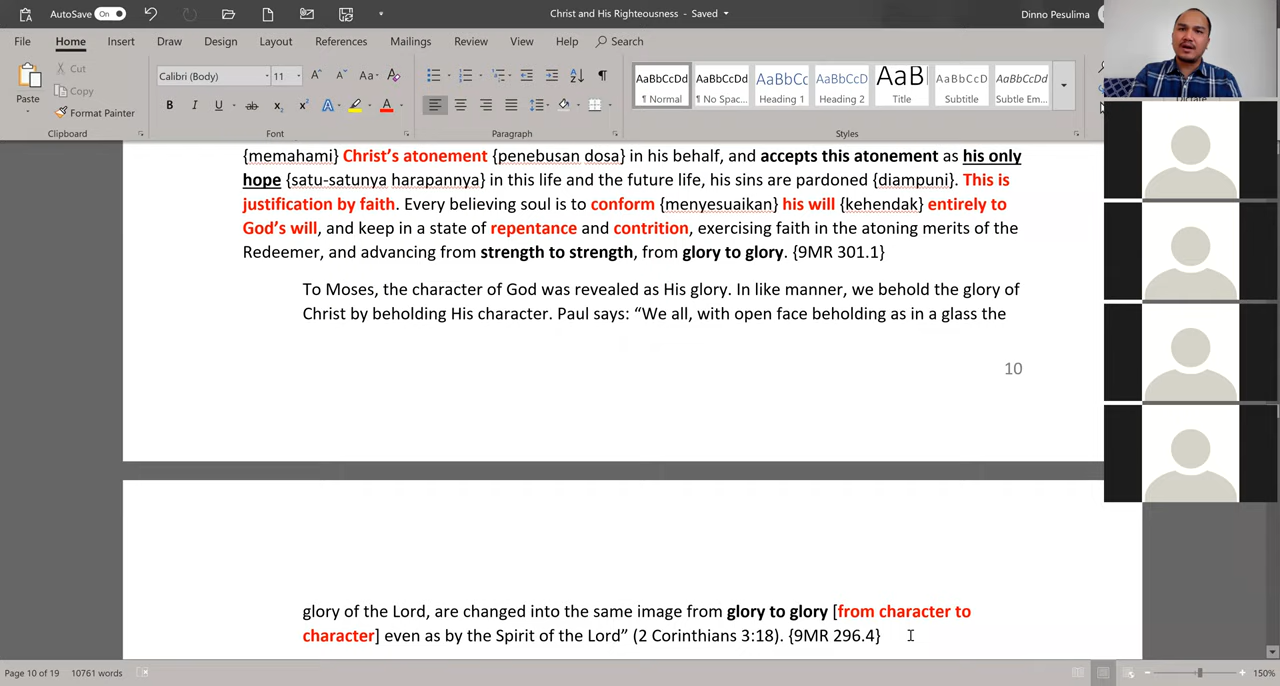 AutoSave On
Christ and His Righteousness - Saved
Dinno Pesulima
File Home Insert Draw Design Layout References Mailings Review View Help Search
Paste
Cut
Copy
Format Painter
Clipboard
Calibri (Body) 11
Font
Paragraph
AaBbCcDd AaBbCcDd AaBbCc AaBbCcD AaB AaBbCcD AaBbCcDd
¶ Normal ¶ No Spac... Heading 1 Heading 2 Title Subtitle Subtle Em...
Styles
{memahami} Christ’s atonement {penebusan dosa} in his behalf, and accepts this atonement as his only
hope {satu-satunya harapannya} in this life and the future life, his sins are pardoned {diampuni}. This is
justification by faith. Every believing soul is to conform {menyesuaikan} his will {kehendak} entirely to
God’s will, and keep in a state of repentance and contrition, exercising faith in the atoning merits of the
Redeemer, and advancing from strength to strength, from glory to glory. {9MR 301.1}
To Moses, the character of God was revealed as His glory. In like manner, we behold the glory of
Christ by beholding His character. Paul says: “We all, with open face beholding as in a glass the
10
glory of the Lord, are changed into the same image from glory to glory [from character to
character] even as by the Spirit of the Lord” (2 Corinthians 3:18). {9MR 296.4}
Page 10 of 19 10761 words
150%